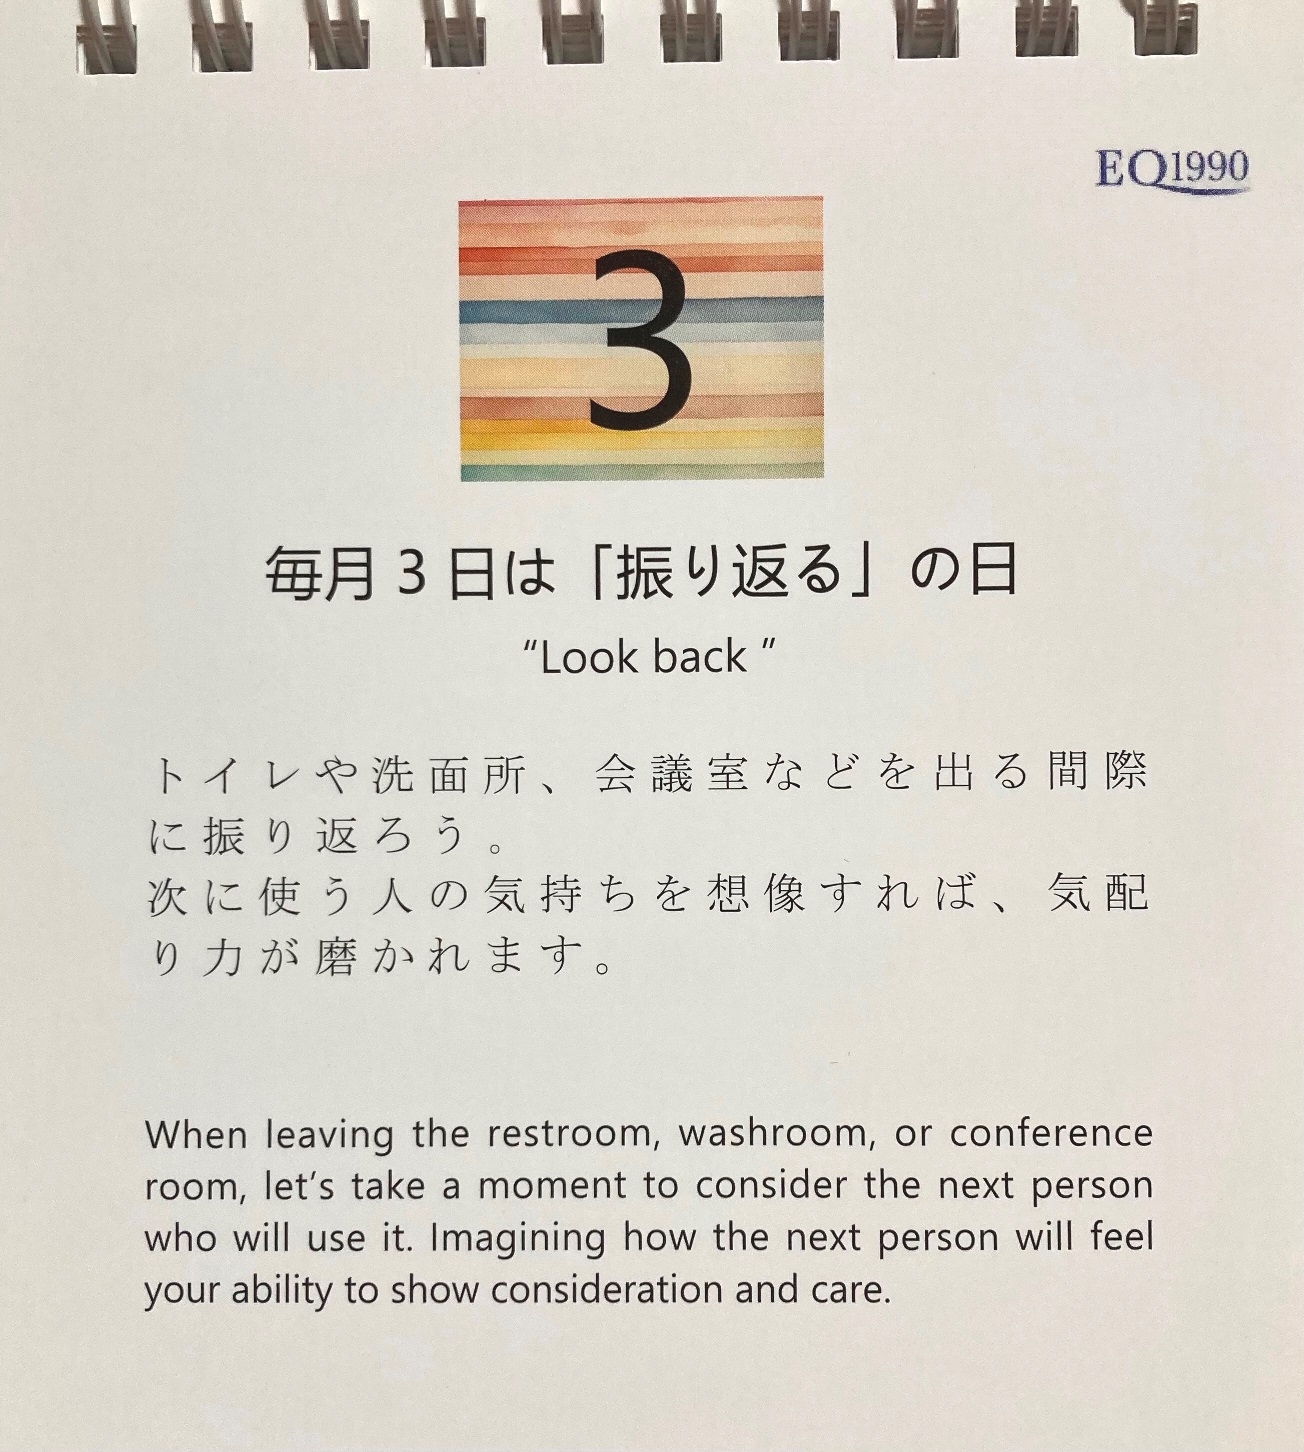 EQ1990
3
毎月3日は「振り返る」の日
“Look back ”
トイレや洗面所、会議室などを出る間際
に振り返ろう。
次に使う人の気持ちを想像すれば、気配
り力が磨かれます。
When leaving the restroom, washroom, or conference
room, let’s take a moment to consider the next person
who will use it. Imagining how the next person will feel
your ability to show consideration and care.